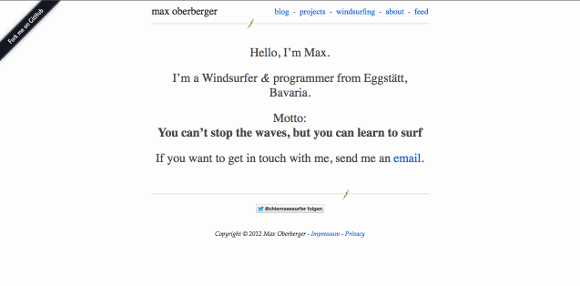 Fork me on GitHub
max oberberger
blog - projects - windsurfing - about - feed
Hello, I'm Max.
I'm a Windsurfer & programmer from Eggstätt,
Bavaria.
Motto:
You can't stop the waves, but you can learn to surf
If you want to get in touch with me, send me an email.
@chiemseesurfer folgen
Copyright © 2012 Max Oberberger - Impressum - Privacy